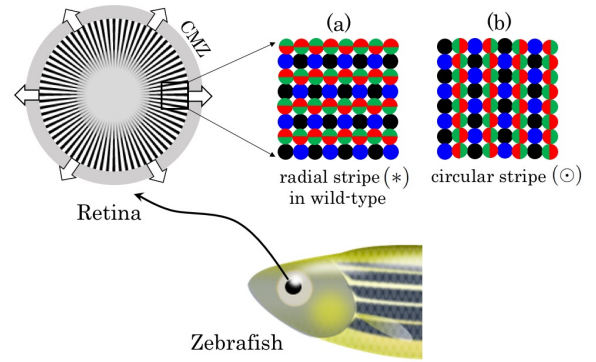 CMZ
(a)
(b)
radial stripe (*)
in wild-type
circular stripe (⊙)
Retina
Zebrafish